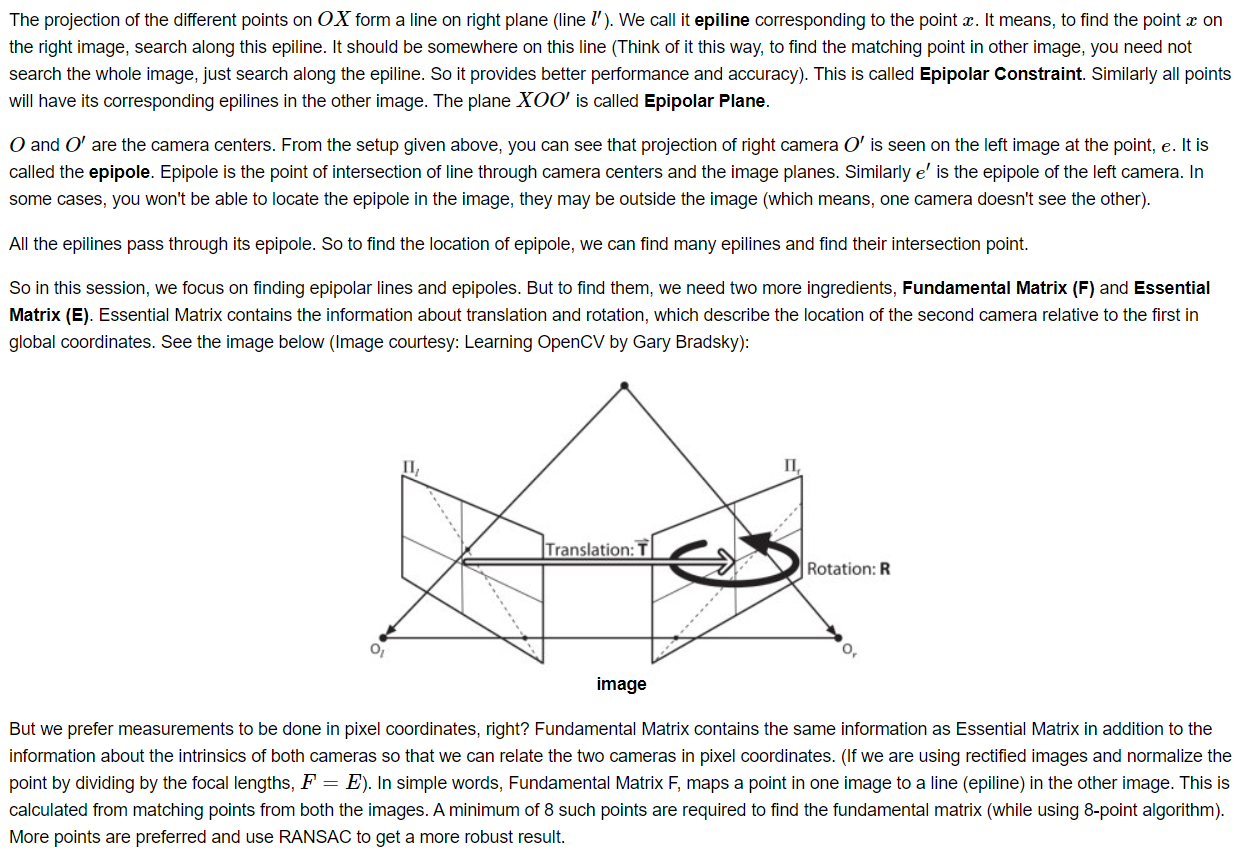 The projection of the different points on OX form a line on right plane (line l′). We call it epiline corresponding to the point x. It means, to find the point x on
the right image, search along this epiline. It should be somewhere on this line (Think of it this way, to find the matching point in other image, you need not
search the whole image, just search along the epiline. So it provides better performance and accuracy). This is called Epipolar Constraint. Similarly all points
will have its corresponding epilines in the other image. The plane XOO′ is called Epipolar Plane.
O and O′ are the camera centers. From the setup given above, you can see that projection of right camera O′ is seen on the left image at the point, e. It is
called the epipole. Epipole is the point of intersection of line through camera centers and the image planes. Similarly e′ is the epipole of the left camera. In
some cases, you won't be able to locate the epipole in the image, they may be outside the image (which means, one camera doesn't see the other).
All the epilines pass through its epipole. So to find the location of epipole, we can find many epilines and find their intersection point.
So in this session, we focus on finding epipolar lines and epipoles. But to find them, we need two more ingredients, Fundamental Matrix (F) and Essential
Matrix (E). Essential Matrix contains the information about translation and rotation, which describe the location of the second camera relative to the first in
global coordinates. See the image below (Image courtesy: Learning OpenCV by Gary Bradsky):
Πl
Πr
Translation: T⃗
Rotation: R
Ol
Or
image
But we prefer measurements to be done in pixel coordinates, right? Fundamental Matrix contains the same information as Essential Matrix in addition to the
information about the intrinsics of both cameras so that we can relate the two cameras in pixel coordinates. (If we are using rectified images and normalize the
point by dividing by the focal lengths, F = E). In simple words, Fundamental Matrix F, maps a point in one image to a line (epiline) in the other image. This is
calculated from matching points from both the images. A minimum of 8 such points are required to find the fundamental matrix (while using 8-point algorithm).
More points are preferred and use RANSAC to get a more robust result.